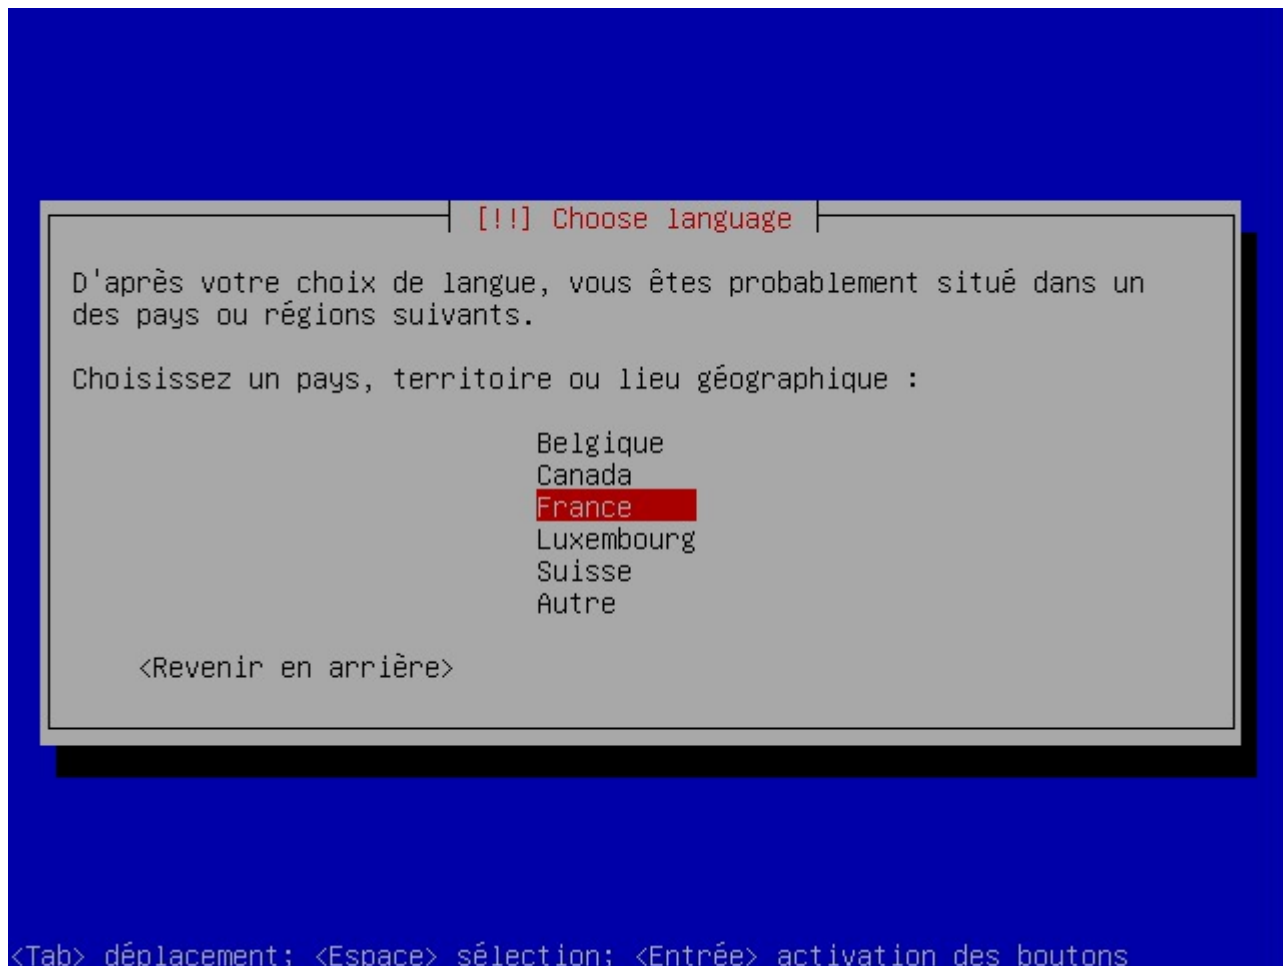 [!!] Choose language
D'après votre choix de langue, vous êtes probablement situé dans un
des pays ou régions suivants.
Choisissez un pays, territoire ou lieu géographique :
Belgique
Canada
France
Luxembourg
Suisse
Autre
<Revenir en arrière>
<Tab> déplacement; <Espace> sélection; <Entrée> activation des boutons